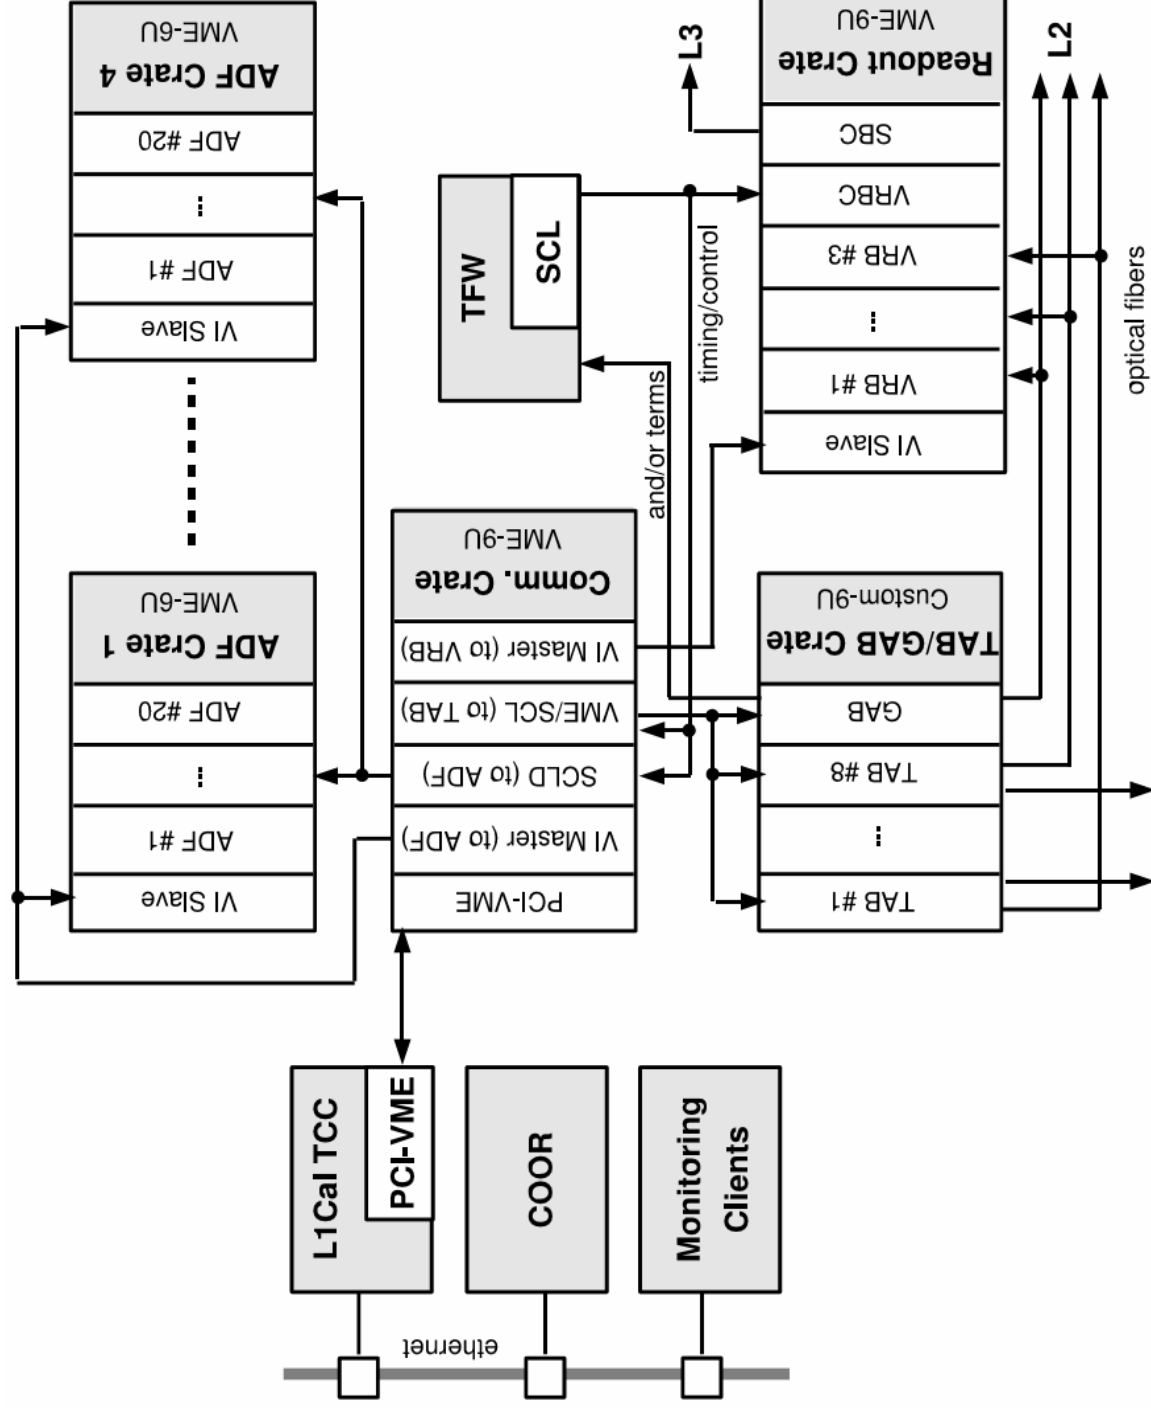 VME-6U
ADF Crate 4
ADF #20
...
ADF #1
VI Slave
VME-6U
ADF Crate 1
ADF #20
...
ADF #1
VI Slave
TFW
SCL
VME-9U
Comm. Crate
VI Master (to VRB)
VME/SCL (to TAB)
SCLD (to ADF)
VI Master (to ADF)
PCI-VME
L3
VME-9U
Readout Crate
SBC
VRBC
VRB #3
...
VRB #1
VI Slave
L2
timing/control
and/or terms
optical fibers
Custom-9U
TAB/GAB Crate
GAB
TAB #8
...
TAB #1
L1Cal TCC
PCI-VME
COOR
Monitoring
Clients
ethernet